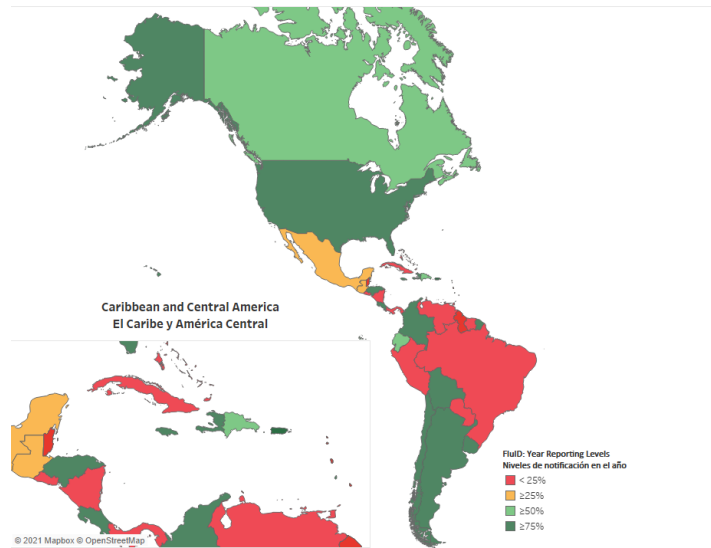 Caribbean and Central America
El Caribe y América Central
FluID: Year Reporting Levels
Niveles de notificación en el año
< 25%
≥25%
≥50%
≥75%
© 2021 Mapbox © OpenStreetMap